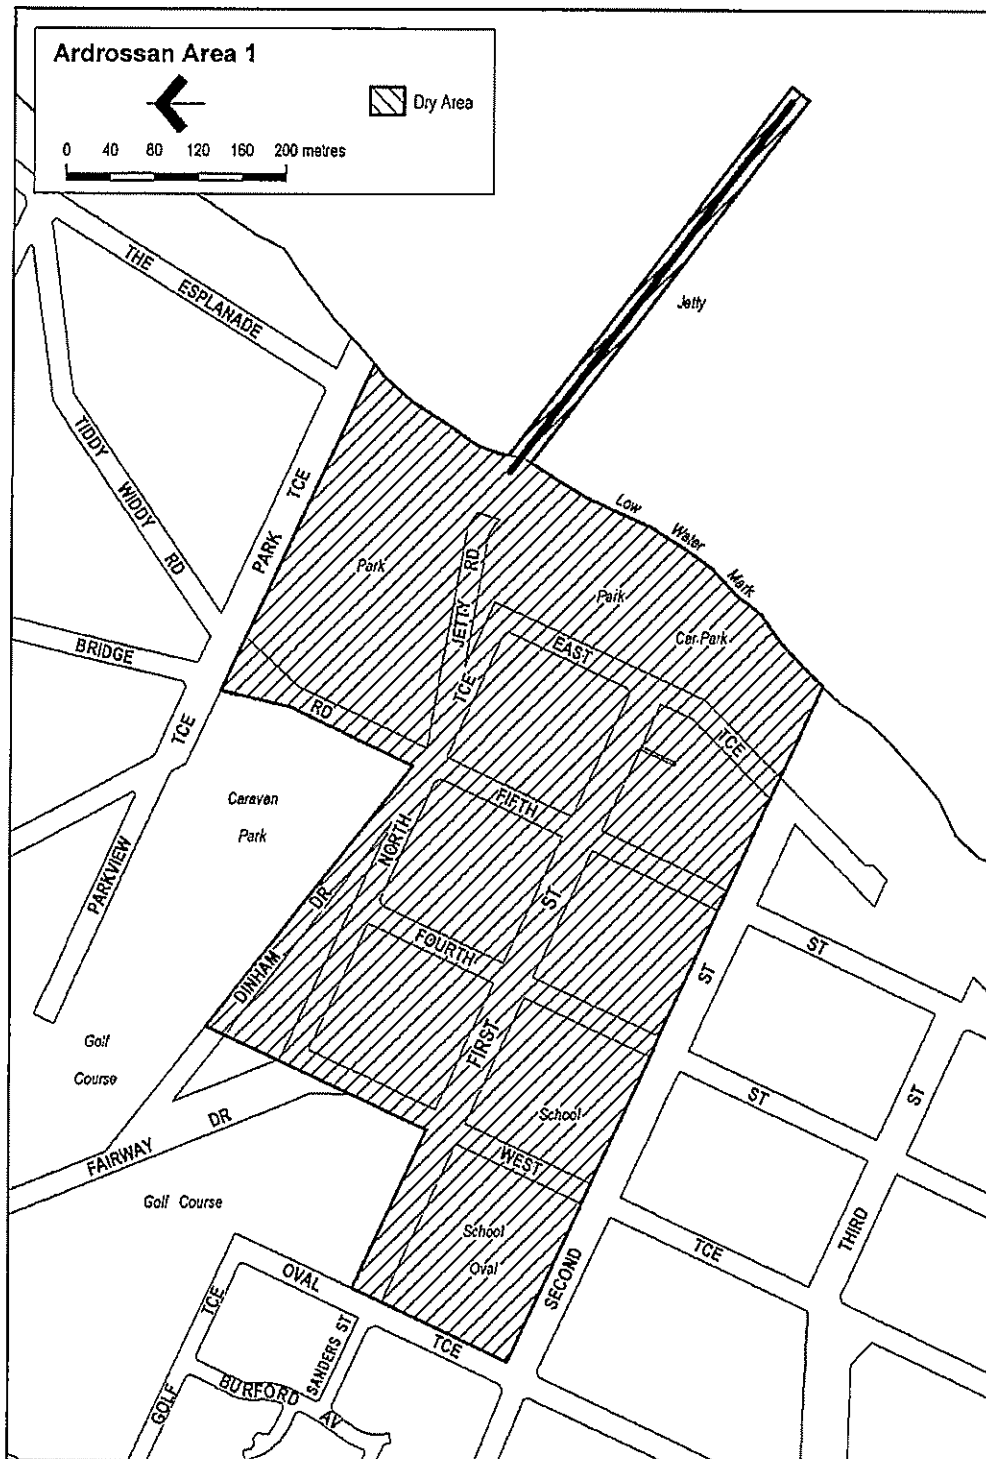 Ardrossan Area 1
Dry Area
0 40 80 120 160 200 metres
Jetty
THE ESPLANADE
TIDDY WIDDY RD
PARK TCE
Low Water Mark
Park
JETTY RD
Park
Car Park
BRIDGE
EAST TCE
RD
TCE
TCE
Caravan
Park
FIFTH
NORTH
PARKVIEW
DR
ST
FOURTH
DINHAM
ST
ST
Golf
Course
FIRST
ST
ST
School
DR
FAIRWAY
WEST
Golf Course
School
Oval
TCE
THIRD
SECOND
OVAL
TCE
TCE
SANDERS ST
BURFORD
AV
GOLF